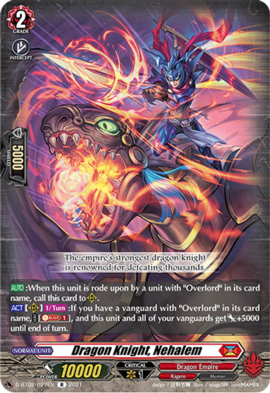 2
GRADE
INTERCEPT
5000
SHIELD
The empire's strongest dragon knight
is renowned for defeating thousands.
AUTO :When this unit is rode upon by a unit with "Overlord" in its card
name, call this card to
ACT 1/Turn :If you have a vanguard with "Overlord" in its card
name, [ 1], and this unit and all of your vanguards get +5000
until end of turn.
NORMAL UNIT
Dragon Knight, Nehalem
POWER 10000
CRITICAL 1
Dragon Empire
Human
R 2021